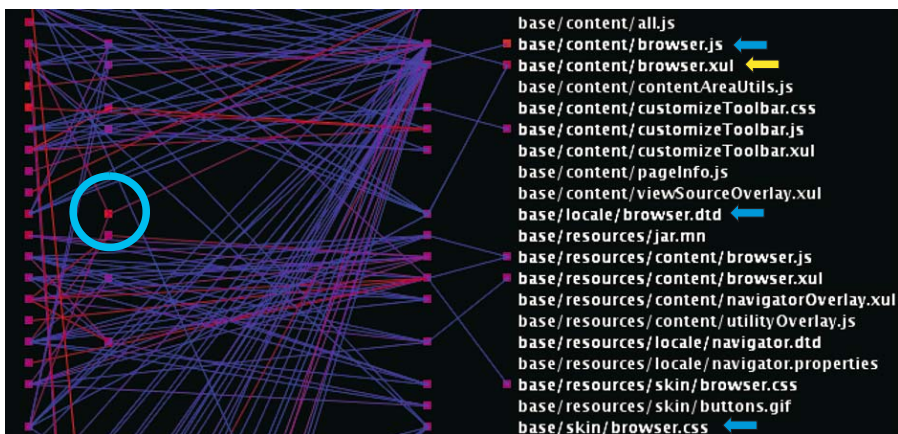 base/content/all.js
base/content/browser.js
base/content/browser.xul
base/content/contentAreaUtils.js
base/content/customizeToolbar.css
base/content/customizeToolbar.js
base/content/customizeToolbar.xul
base/content/pageInfo.js
base/content/viewSourceOverlay.xul
base/locale/browser.dtd
base/resources/jar.mn
base/resources/content/browser.js
base/resources/content/browser.xul
base/resources/content/navigatorOverlay.xul
base/resources/content/utilityOverlay.js
base/resources/locale/navigator.dtd
base/resources/locale/navigator.properties
base/resources/skin/browser.css
base/resources/skin/buttons.gif
base/skin/browser.css